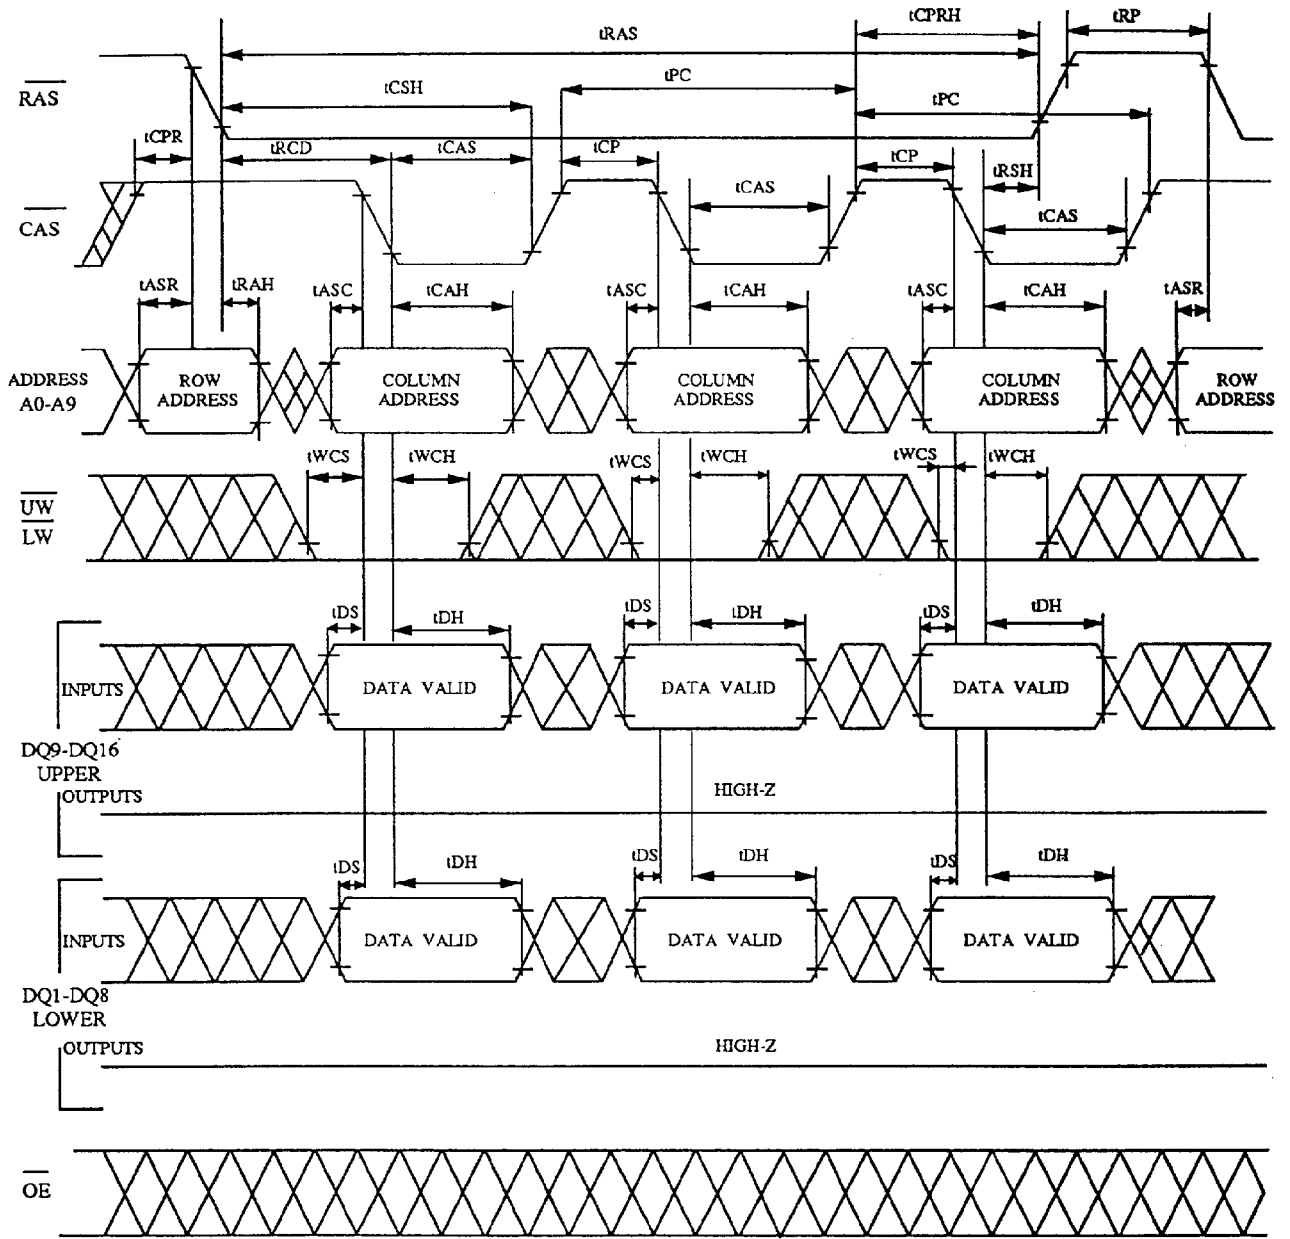 tCPRH tRP
tRAS
tPC
RAS
tCSH
tPC
tCPR
tRCD tCAS tCP tCP
tRSH
CAS
tCAS
tCAS
tASR tRAH tASC tCAH tASC tCAH tASC tCAH tASR
ADDRESS
A0-A9
ROW
ADDRESS
COLUMN
ADDRESS
COLUMN
ADDRESS
COLUMN
ADDRESS
ROW
ADDRESS
tWCS tWCH tWCS tWCH tWCS tWCH
UW
LW
tDS tDH tDS tDH tDS tDH
INPUTS DATA VALID DATA VALID DATA VALID
DQ9-DQ16
UPPER
OUTPUTS HIGH-Z
tDS tDH tDS tDH tDS tDH
INPUTS DATA VALID DATA VALID DATA VALID
DQ1-DQ8
LOWER
OUTPUTS HIGH-Z
OE